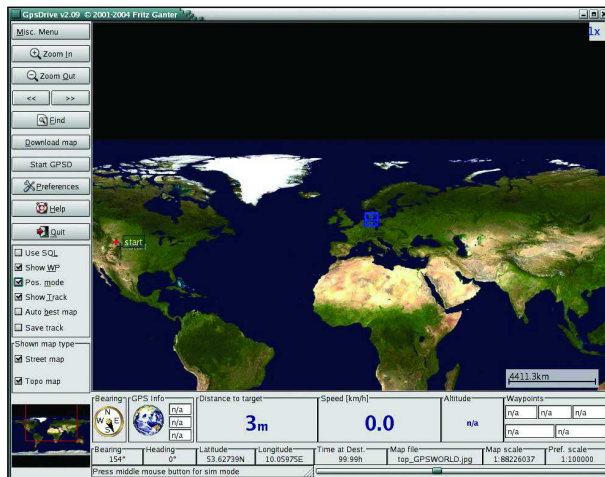 GpsDrive v2.09 © 2001-2004 Fritz Ganter
Misc. Menu
Zoom In
Zoom Out
<< >>
Find
Download map
Start GPSD
Preferences
Help
Quit
Use SQL
Show WP
Pos. mode
Show Track
Auto best map
Save track
Shown map type
Street map
Topo map
1x
start
4411.3km
Bearing
N
W E
S
GPS Info
n/a
n/a
n/a
Distance to target
3m
Speed [km/h]
0.0
Altitude
n/a
Waypoints
n/a n/a n/a
n/a n/a
Bearing Heading Latitude Longitude Time at Dest. Map file Map scale Pref. scale
154° 0° 53.62739N 10.05975E 99:99h top_GPSWORLD.jpg 1:88226037 1:100000
Press middle mouse button for sim mode